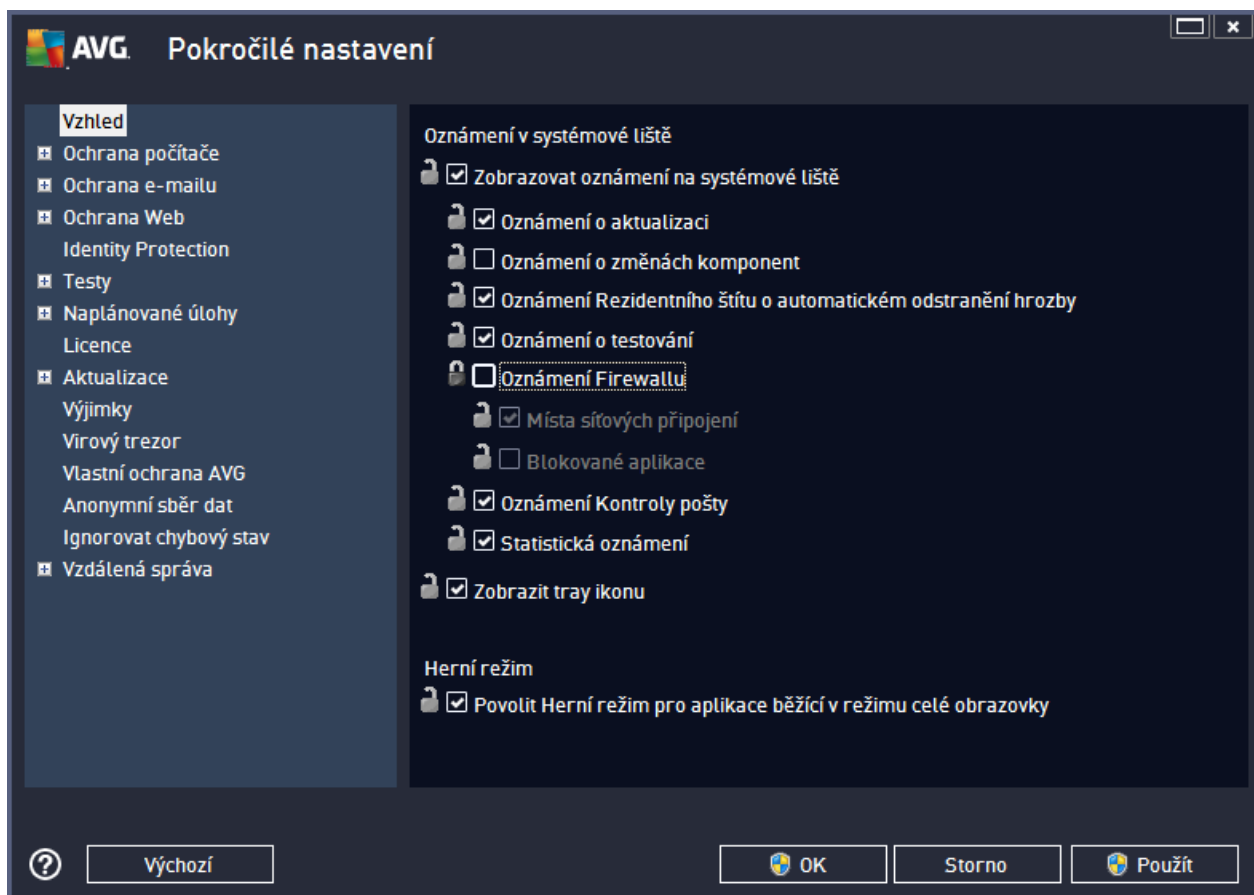 AVG. Pokročilé nastavení
Vzhled
Ochrana počítače
Ochrana e-mailu
Ochrana Web
Identity Protection
Testy
Naplánované úlohy
Licence
Aktualizace
Výjimky
Virový trezor
Vlastní ochrana AVG
Anonymní sběr dat
Ignorovat chybový stav
Vzdálená správa
Oznámení v systémové liště
Zobrazovat oznámení na systémové liště
Oznámení o aktualizaci
Oznámení o změnách komponent
Oznámení Rezidentního štítu o automatickém odstranění hrozby
Oznámení o testování
Oznámení Firewallu
Místa síťových připojení
Blokované aplikace
Oznámení Kontroly pošty
Statistická oznámení
Zobrazit tray ikonu
Herní režim
Povolit Herní režim pro aplikace běžící v režimu celé obrazovky
Výchozí
OK
Storno
Použít